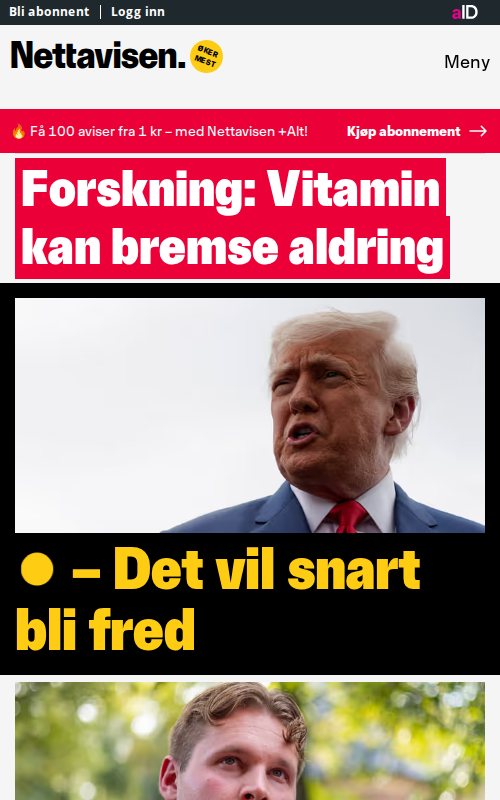 Bli abonnent | Logg inn
aID
Nettavisen.
ØKER
MEST
Meny
🔥 Få 100 aviser fra 1 kr – med Nettavisen +Alt!
Kjøp abonnement →
Forskning: Vitamin
kan bremse aldring
● – Det vil snart
bli fred